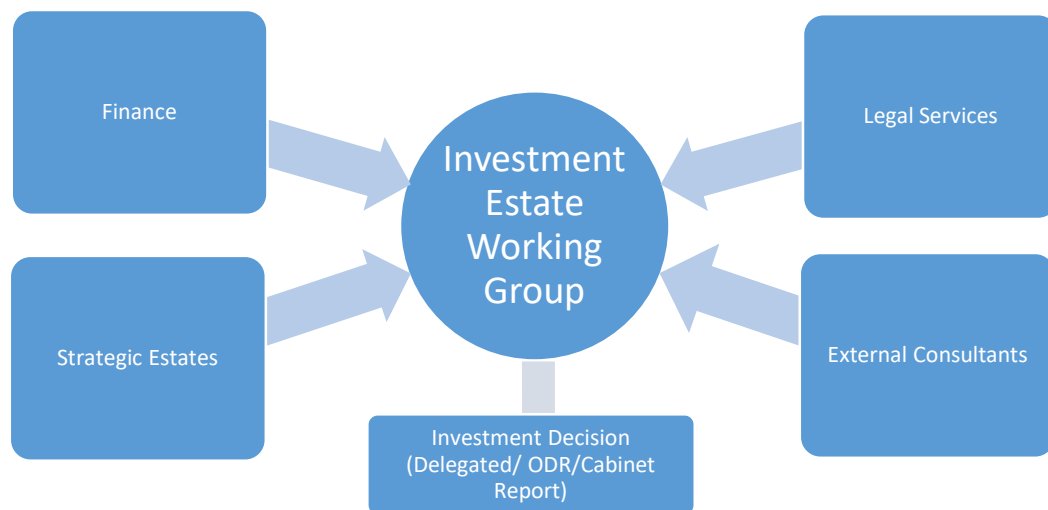 Finance
Legal Services
Investment
Estate
Working
Group
Strategic Estates
External Consultants
Investment Decision
(Delegated/ ODR/Cabinet
Report)